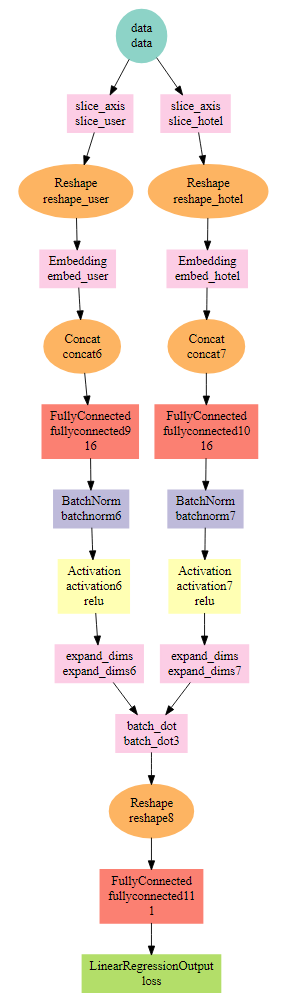 data
data
slice_axis
slice_user
slice_axis
slice_hotel
Reshape
reshape_user
Reshape
reshape_hotel
Embedding
embed_user
Embedding
embed_hotel
Concat
concat6
Concat
concat7
FullyConnected
fullyconnected9
16
FullyConnected
fullyconnected10
16
BatchNorm
batchnorm6
BatchNorm
batchnorm7
Activation
activation6
relu
Activation
activation7
relu
expand_dims
expand_dims6
expand_dims
expand_dims7
batch_dot
batch_dot3
Reshape
reshape8
FullyConnected
fullyconnected11
1
LinearRegressionOutput
loss